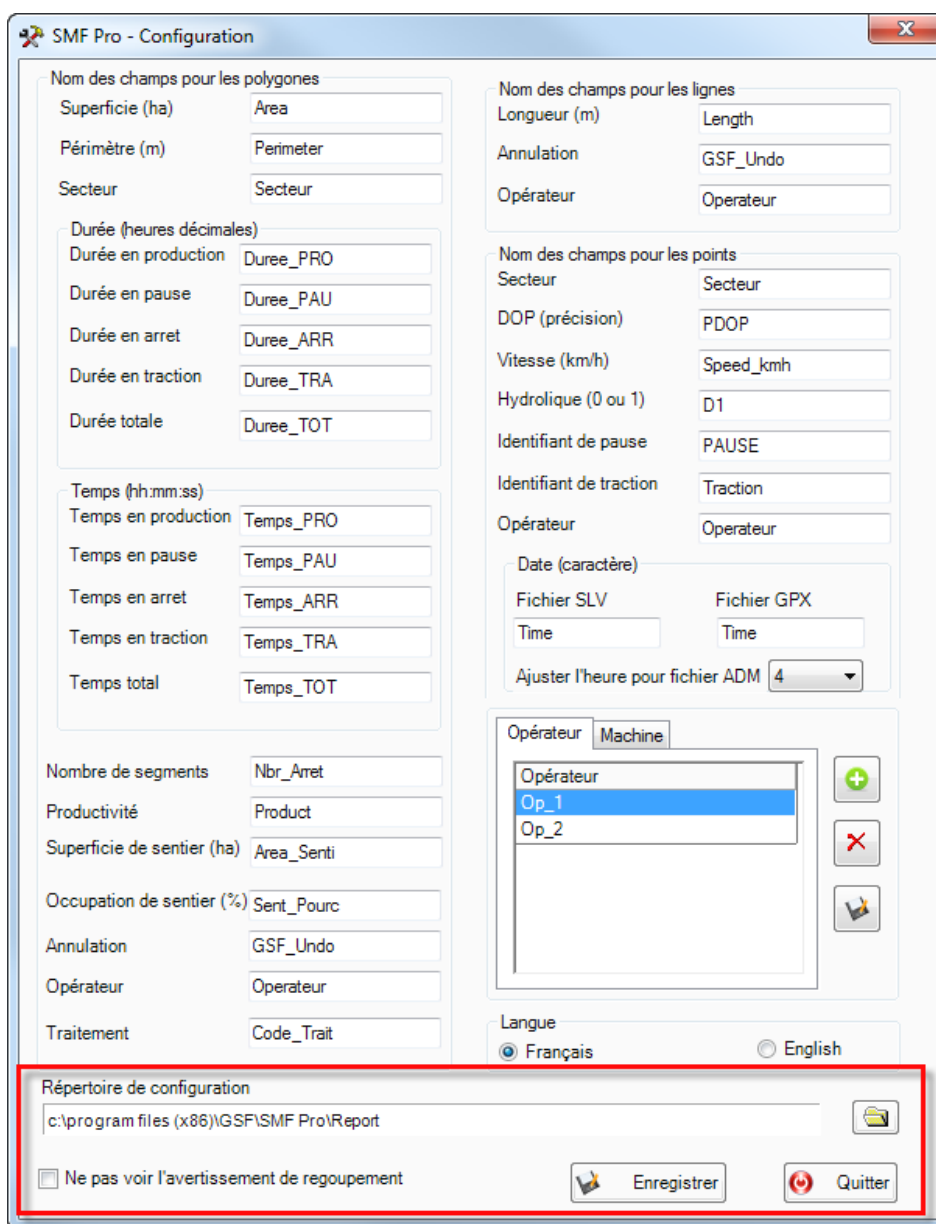 SMF Pro - Configuration
Nom des champs pour les polygones
Superficie (ha) Area
Périmètre (m) Perimeter
Secteur Secteur
Durée (heures décimales)
Durée en production Duree_PRO
Durée en pause Duree_PAU
Durée en arret Duree_ARR
Durée en traction Duree_TRA
Durée totale Duree_TOT
Temps (hh:mm:ss)
Temps en production Temps_PRO
Temps en pause Temps_PAU
Temps en arret Temps_ARR
Temps en traction Temps_TRA
Temps total Temps_TOT
Nombre de segments Nbr_Arret
Productivité Product
Superficie de sentier (ha) Area_Senti
Occupation de sentier (%) Sent_Pourc
Annulation GSF_Undo
Opérateur Operateur
Traitement Code_Trait
Nom des champs pour les lignes
Longueur (m) Length
Annulation GSF_Undo
Opérateur Operateur
Nom des champs pour les points
Secteur Secteur
DOP (précision) PDOP
Vitesse (km/h) Speed_kmh
Hydrolique (0 ou 1) D1
Identifiant de pause PAUSE
Identifiant de traction Traction
Opérateur Operateur
Date (caractère)
Fichier SLV Fichier GPX
Time Time
Ajuster l'heure pour fichier ADM 4
Opérateur Machine
Opérateur
Op_1
Op_2
Langue
Français English
Répertoire de configuration
c:\program files (x86)\GSF\SMF Pro\Report
Ne pas voir l'avertissement de regoupement
Enregistrer Quitter